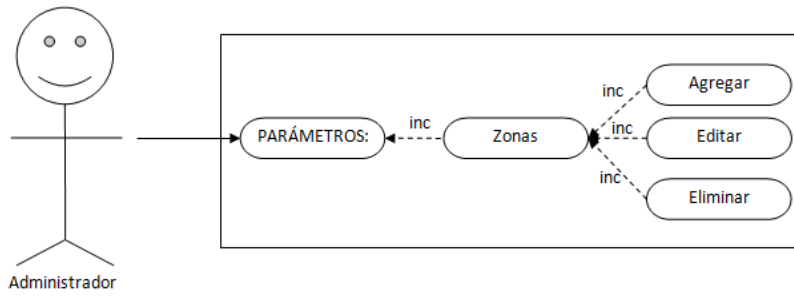 Agregar
inc
PARÁMETROS:
inc
Zonas
inc
Editar
inc
Eliminar
Administrador